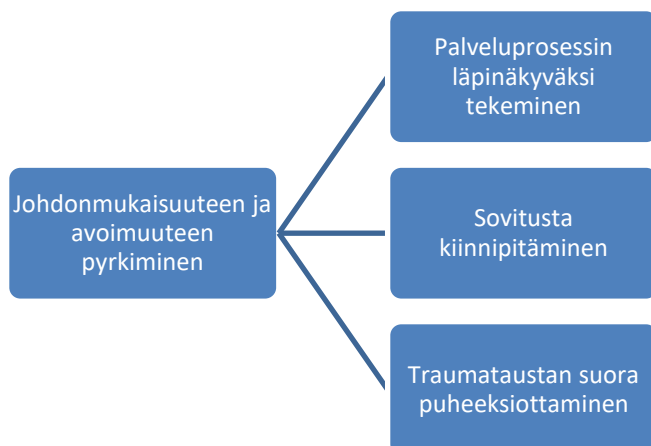 Palveluprosessin
läpinäkyväksi
tekeminen
Johdonmukaisuuteen ja
avoimuuteen
pyrkiminen
Sovitusta
kiinnipitäminen
Traumataustan suora
puheeksiottaminen